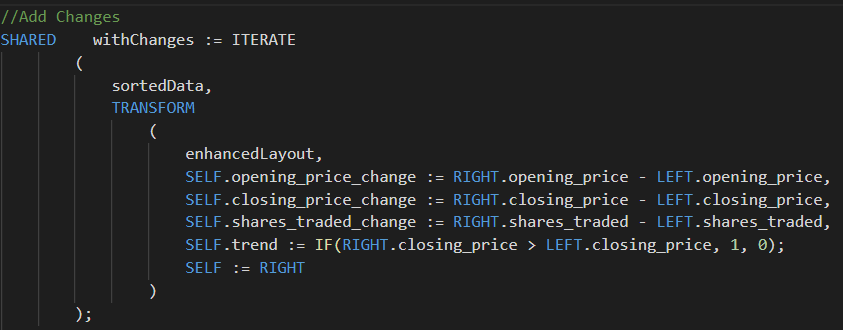 //Add Changes
SHARED    withChanges := ITERATE
(
sortedData,
TRANSFORM
(
enhancedLayout,
SELF.opening_price_change := RIGHT.opening_price - LEFT.opening_price,
SELF.closing_price_change := RIGHT.closing_price - LEFT.closing_price,
SELF.shares_traded_change := RIGHT.shares_traded - LEFT.shares_traded,
SELF.trend := IF(RIGHT.closing_price > LEFT.closing_price, 1, 0);
SELF := RIGHT
)
);